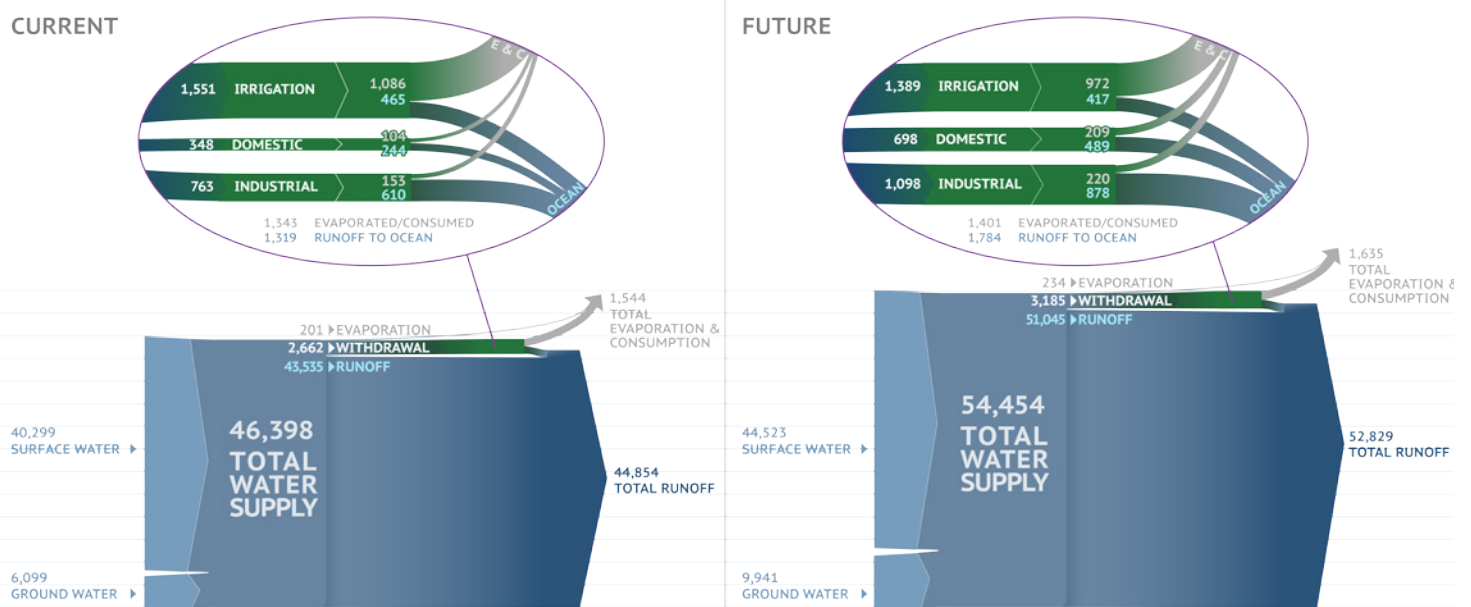 CURRENT
E & C
1,551 IRRIGATION 1,086
465
348 DOMESTIC 104
244
763 INDUSTRIAL 153
610
OCEAN
1,343 EVAPORATED/CONSUMED
1,319 RUNOFF TO OCEAN
1,544
TOTAL
EVAPORATION &
CONSUMPTION
201 EVAPORATION
2,662 WITHDRAWAL
43,535 RUNOFF
40,299
SURFACE WATER
46,398
TOTAL
WATER
SUPPLY
44,854
TOTAL RUNOFF
6,099
GROUND WATER
FUTURE
E & C
1,389 IRRIGATION 972
417
698 DOMESTIC 209
489
1,098 INDUSTRIAL 220
878
OCEAN
1,401 EVAPORATED/CONSUMED
1,784 RUNOFF TO OCEAN
1,635
TOTAL
EVAPORATION &
CONSUMPTION
234 EVAPORATION
3,185 WITHDRAWAL
51,045 RUNOFF
44,523
SURFACE WATER
54,454
TOTAL
WATER
SUPPLY
52,829
TOTAL RUNOFF
9,941
GROUND WATER